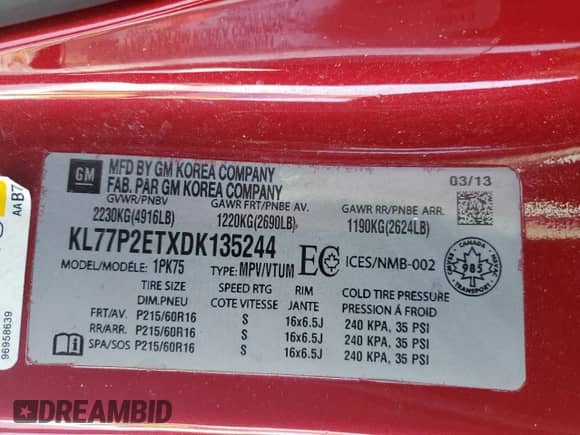 GM
MFD BY GM KOREA COMPANY
FAB. PAR GM KOREA COMPANY
03/13
GVWR/PNBV
GAWR FRT/PNBE AV.
GAWR RR/PNBE ARR.
2230KG(4916LB)
1220KG(2690LB)
1190KG(2624LB)
KL77P2ETXDK135244
EC
ICES/NMB-002
CANADA
985
TRANSPORT
MODEL/MODÉLE: 1PK75
TYPE: MPV/VTUM
TIRE SIZE
SPEED RTG
RIM
COLD TIRE PRESSURE
DIM.PNEU
COTE VITESSE
JANTE
PRESSION Á FROID
FRT/AV. P215/60R16 S 16x6.5J 240 KPA, 35 PSI
RR/ARR. P215/60R16 S 16x6.5J 240 KPA, 35 PSI
SPA/SOS P215/60R16 S 16x6.5J 240 KPA, 35 PSI
AAB7
96958639
DREAMBID